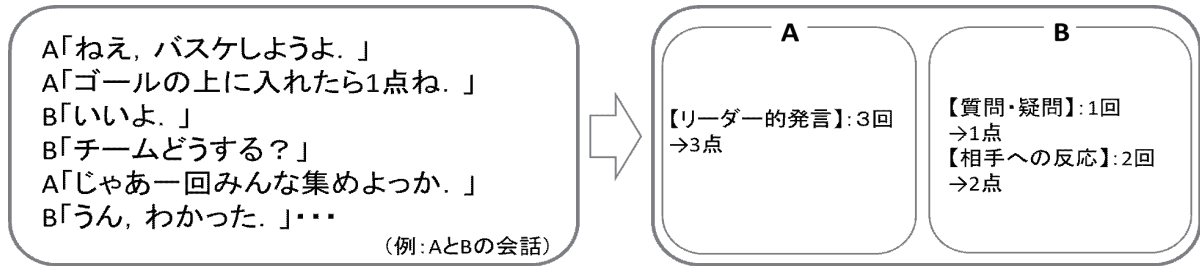 A「ねえ，バスケしようよ．」
A「ゴールの上に入れたら1点ね．」
B「いいよ．」
B「チームどうする？」
A「じゃあ一回みんな集めよっか．」
B「うん，わかった．」・・・
（例：AとBの会話）
A
【リーダー的発言】：３回
→3点
B
【質問・疑問】：1回
→1点
【相手への反応】：2回
→2点